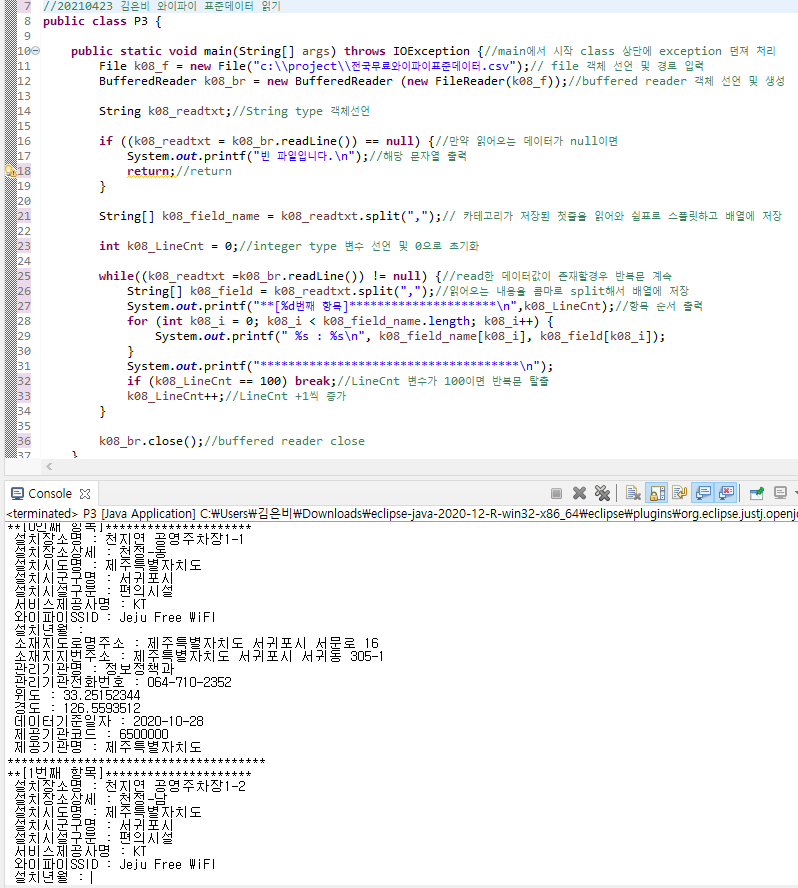 7 //20210423 김은비 와이파이 표준데이터 읽기
8 public class P3 {
9
10 public static void main(String[] args) throws IOException {//main에서 시작 class 상단에 exception 던져 처리
11 File k08_f = new File("c:\\project\\전국무료와이파이표준데이터.csv");// file 객체 선언 및 경로 입력
12 BufferedReader k08_br = new BufferedReader (new FileReader(k08_f));//buffered reader 객체 선언 및 생성
13
14 String k08_readtxt;//String type 객체선언
15
16 if ((k08_readtxt = k08_br.readLine()) == null) {//만약 읽어오는 데이터가 null이면
17 System.out.printf("빈 파일입니다.\n");//해당 문자열 출력
18 return;//return
19 }
20
21 String[] k08_field_name = k08_readtxt.split(",");// 카테고리가 저장된 첫줄을 읽어와 쉼표로 스플릿하고 배열에 저장
22
23 int k08_LineCnt = 0;//integer type 변수 선언 및 0으로 초기화
24
25 while((k08_readtxt =k08_br.readLine()) != null) {//read한 데이터값이 존재할경우 반복문 계속
26 String[] k08_field = k08_readtxt.split(",");//읽어오는 내용을 콤마로 split해서 배열에 저장
27 System.out.printf("**[%d번째 항목]*********************\n",k08_LineCnt);//항목 순서 출력
28 for (int k08_i = 0; k08_i < k08_field_name.length; k08_i++) {
29 System.out.printf(" %s : %s\n", k08_field_name[k08_i], k08_field[k08_i]);
30 }
31 System.out.printf("*************************************\n");
32 if (k08_LineCnt == 100) break;//LineCnt 변수가 100이면 반복문 탈출
33 k08_LineCnt++;//LineCnt +1씩 증가
34 }
35
36 k08_br.close();//buffered reader close
37 }
Console
<terminated> P3 [Java Application] C:₩Users₩김은비₩Downloads₩eclipse-java-2020-12-R-win32-x86_64₩eclipse₩plugins₩org.eclipse.justj.openjd
**[0번째 항목]*********************
설치장소명 : 천지연 공영주차장1-1
설치장소상세 : 천정-동
설치시도명 : 제주특별자치도
설치시군구명 : 서귀포시
설치시설구분 : 편의시설
서비스제공사명 : KT
와이파이SSID : Jeju Free WiFI
설치년월 :
소재지도로명주소 : 제주특별자치도 서귀포시 서문로 16
소재지지번주소 : 제주특별자치도 서귀포시 서귀동 305-1
관리기관명 : 정보정책과
관리기관전화번호 : 064-710-2352
위도 : 33.25152344
경도 : 126.5593512
데이터기준일자 : 2020-10-28
제공기관코드 : 6500000
제공기관명 : 제주특별자치도
*************************************
**[1번째 항목]*********************
설치장소명 : 천지연 공영주차장1-2
설치장소상세 : 천정-남
설치시도명 : 제주특별자치도
설치시군구명 : 서귀포시
설치시설구분 : 편의시설
서비스제공사명 : KT
와이파이SSID : Jeju Free WiFI
설치년월 :